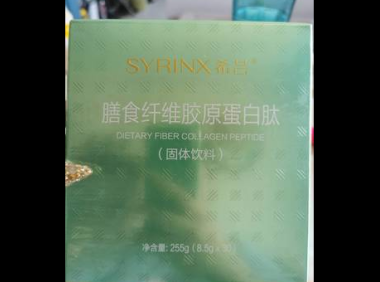 SYRINX 希芸®
膳食纤维胶原蛋白肽
DIETARY FIBER COLLAGEN PEPTIDE
(固体饮料)
净含量: 255g (8.5g x 30)